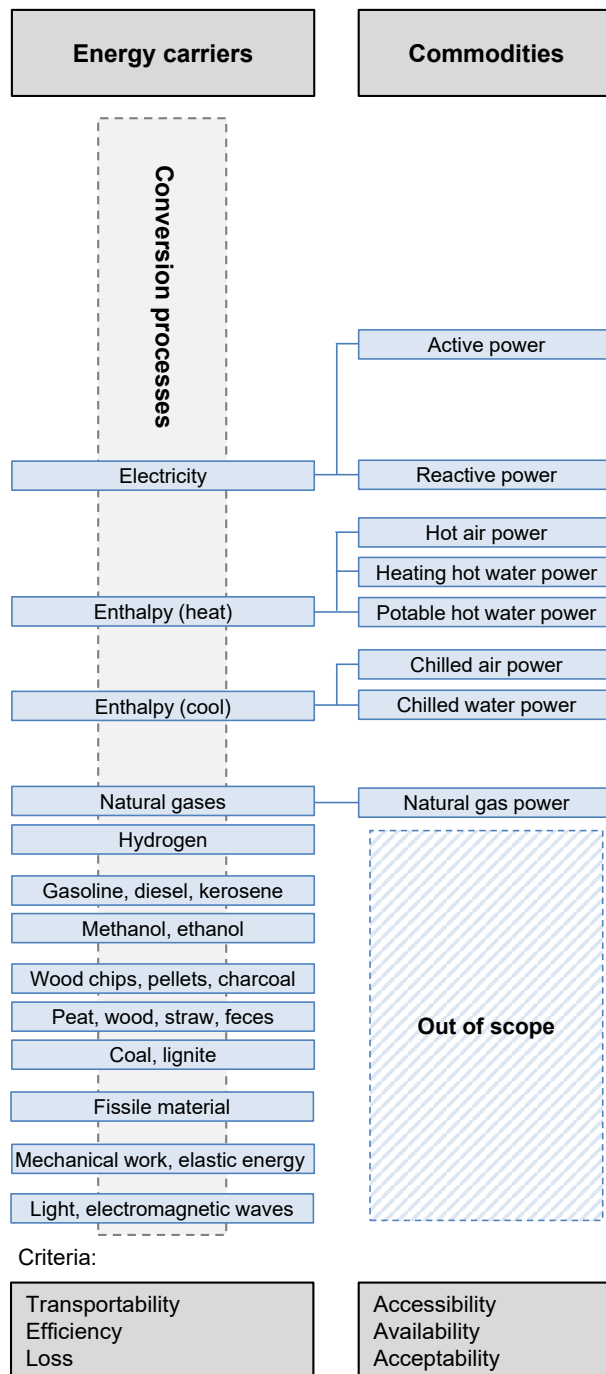 Energy carriers
Commodities
Conversion processes
Active power
Electricity
Reactive power
Hot air power
Heating hot water power
Enthalpy (heat)
Potable hot water power
Chilled air power
Enthalpy (cool)
Chilled water power
Natural gases
Natural gas power
Hydrogen
Gasoline, diesel, kerosene
Methanol, ethanol
Wood chips, pellets, charcoal
Peat, wood, straw, feces
Out of scope
Coal, lignite
Fissile material
Mechanical work, elastic energy
Light, electromagnetic waves
Criteria:
Transportability
Efficiency
Loss
Accessibility
Availability
Acceptability